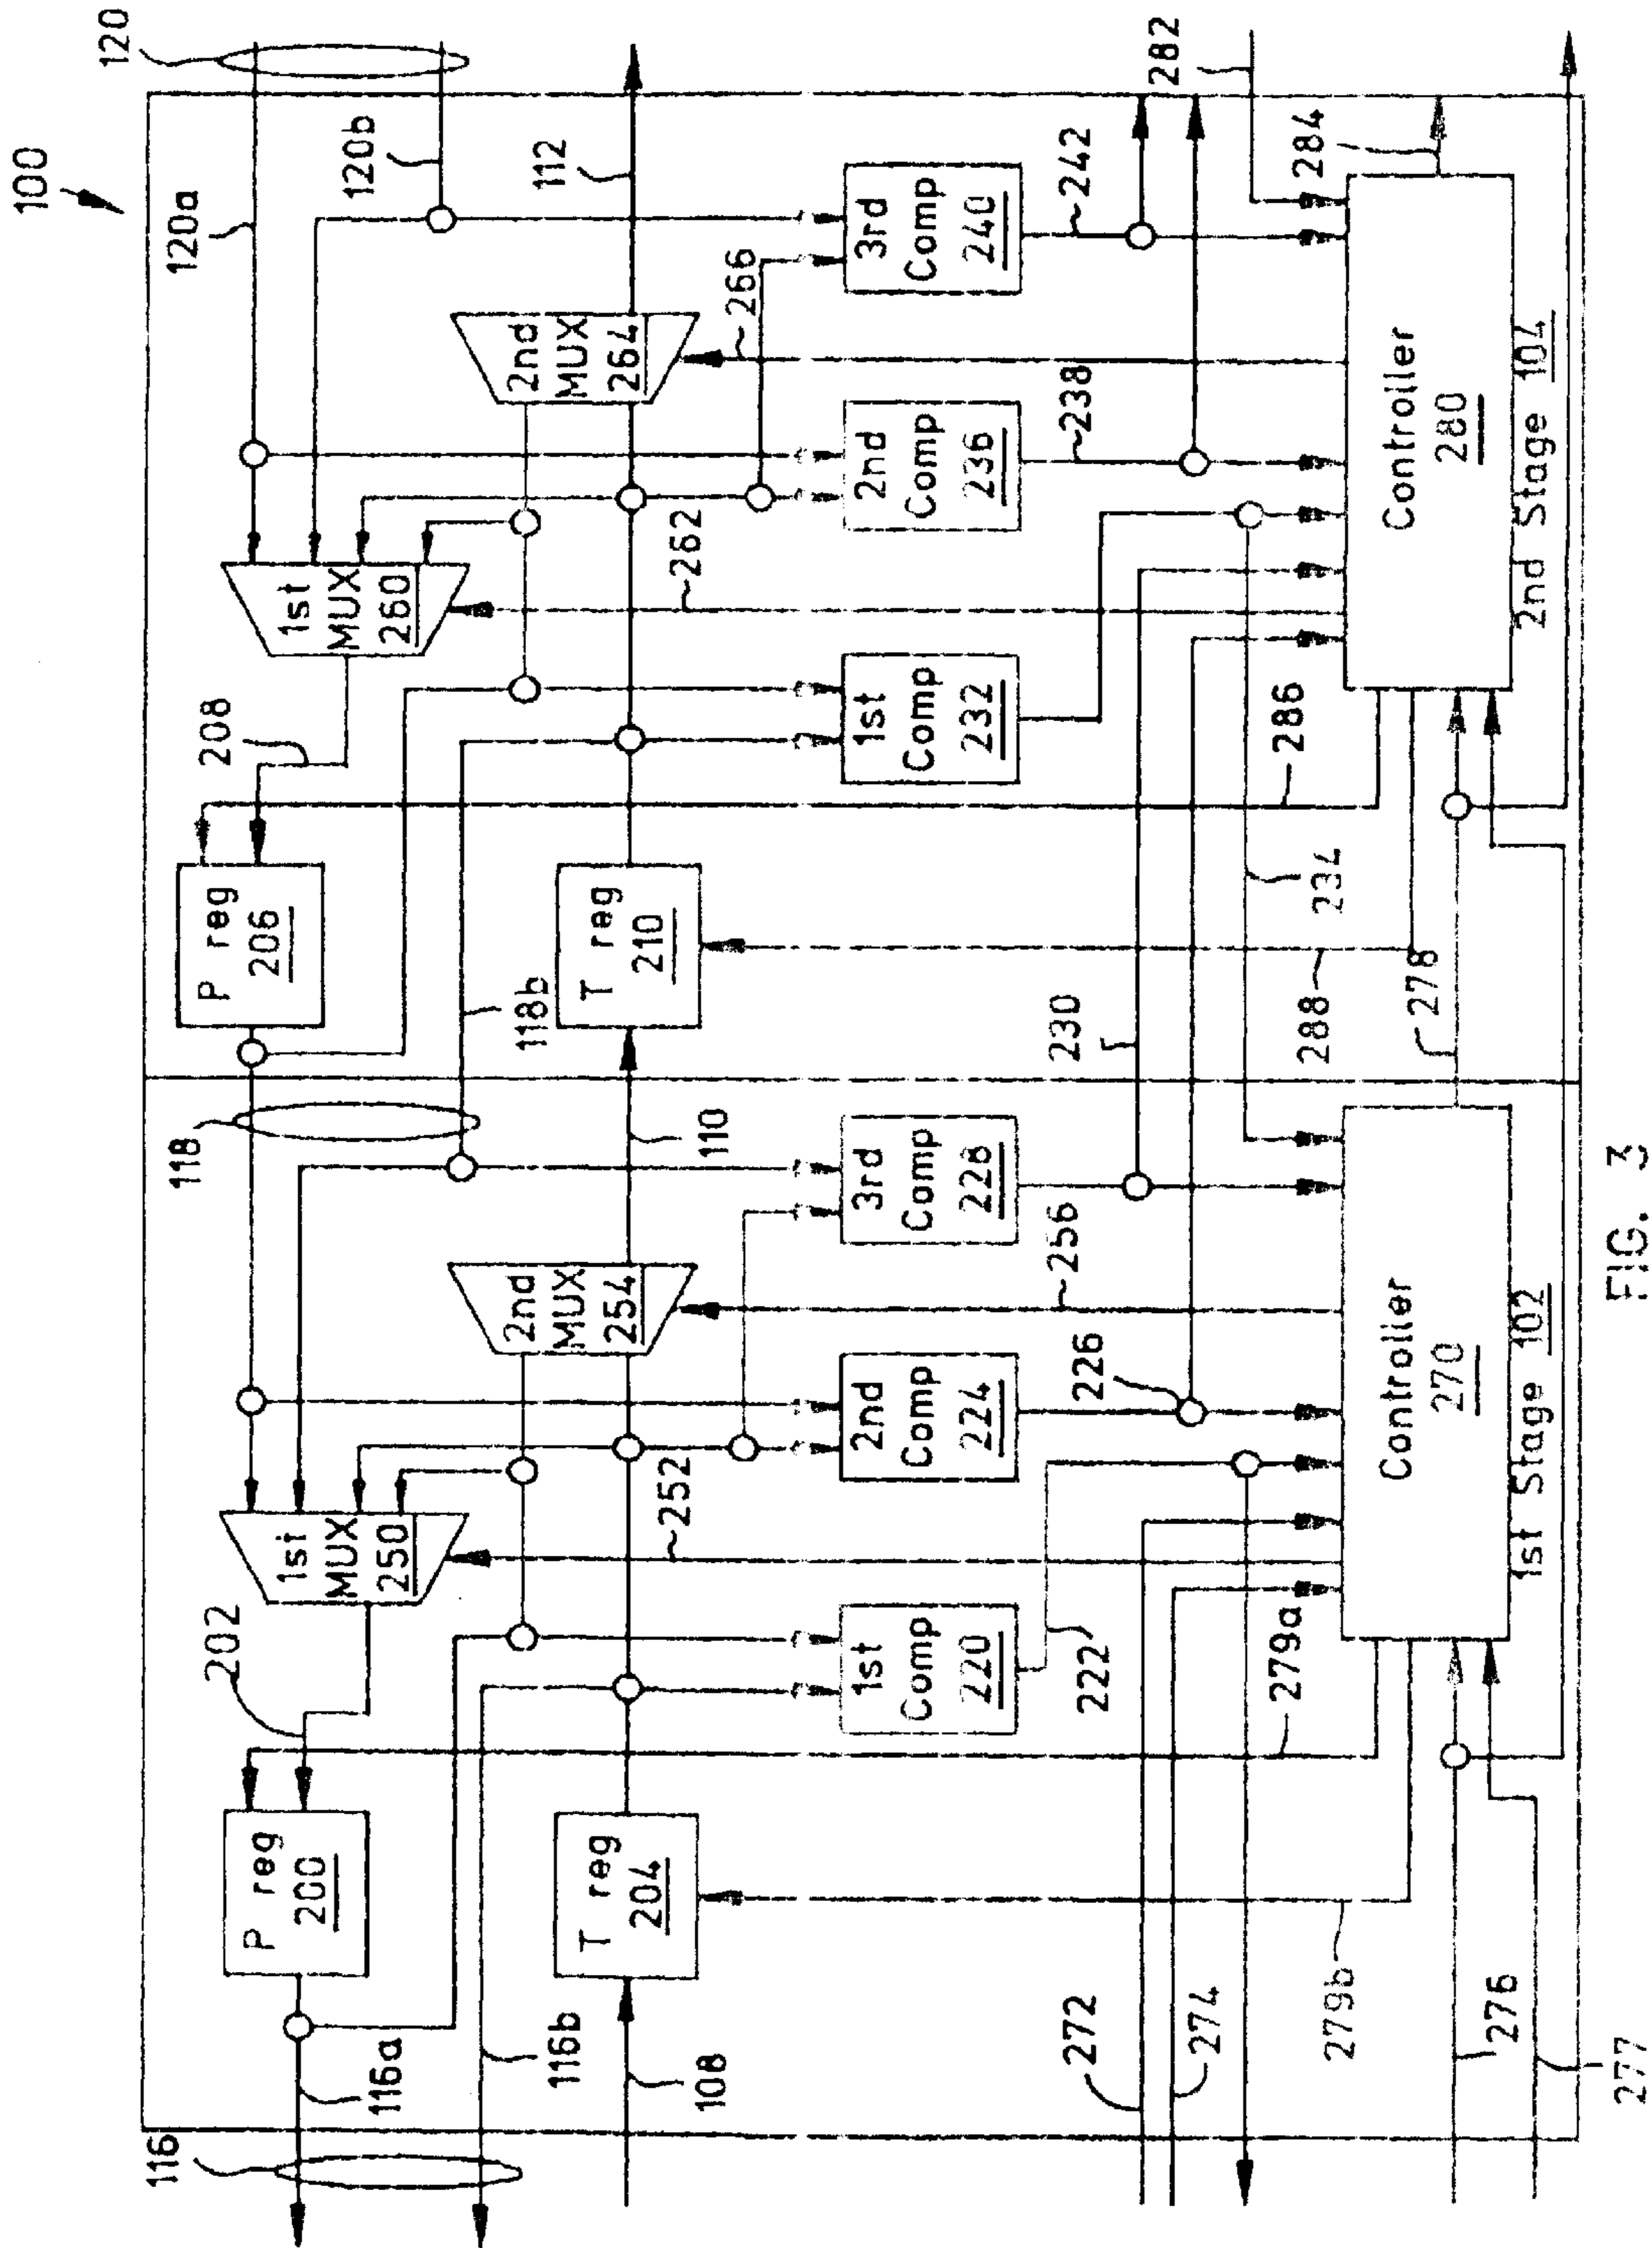 100
120
120a
120b
112
P reg
206
208
1st
MUX
260
2nd
MUX
264
118b
T reg
210
262
266
1st
Comp
232
2nd
Comp
236
3rd
Comp
240
238
242
282
284
230
234
286
288
278
Controller
280
2nd Stage 104
118
P reg
200
202
1st
MUX
250
2nd
MUX
254
110
116
116a
116b
108
T reg
204
252
256
1st
Comp
220
2nd
Comp
224
3rd
Comp
228
222
226
272
274
279a
279b
276
277
Controller
270
1st Stage 102
FIG. 3